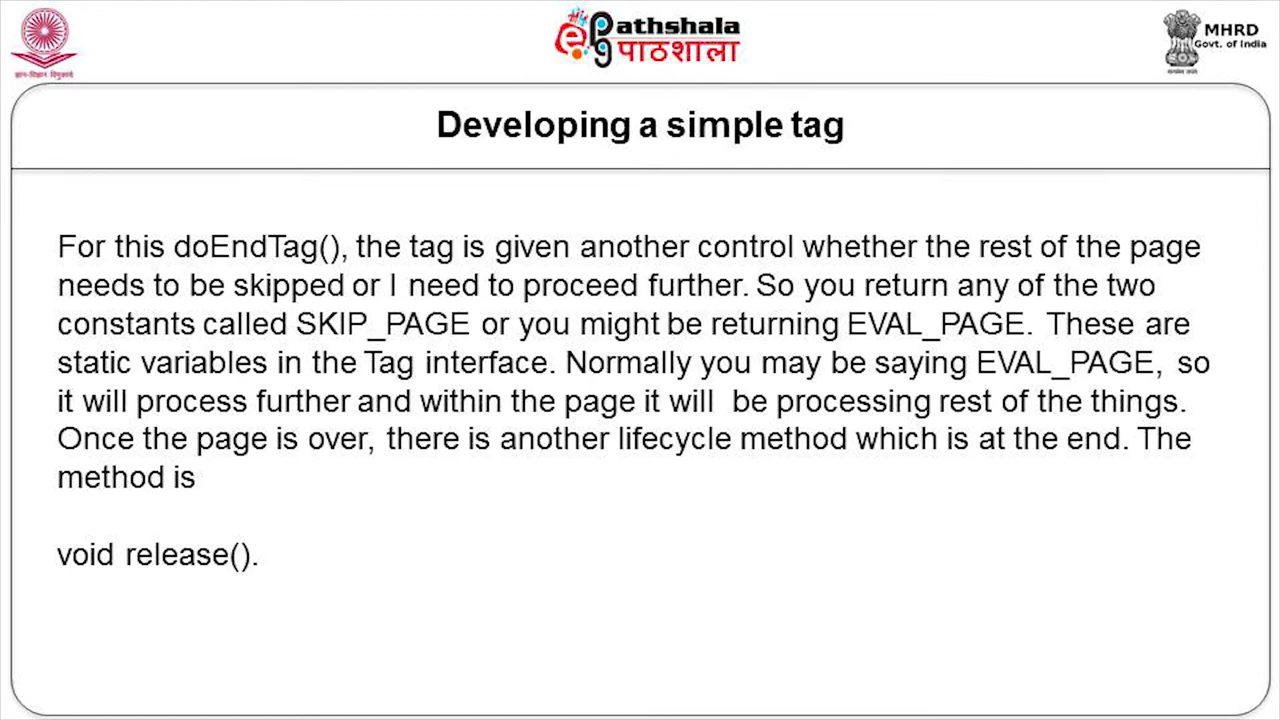 ज्ञान-विज्ञान विमुक्तये
ePG Pathshala
पाठशाला
MHRD
Govt. of India
Developing a simple tag
For this doEndTag(), the tag is given another control whether the rest of the page
needs to be skipped or I need to proceed further. So you return any of the two
constants called SKIP_PAGE or you might be returning EVAL_PAGE. These are
static variables in the Tag interface. Normally you may be saying EVAL_PAGE, so
it will process further and within the page it will be processing rest of the things.
Once the page is over, there is another lifecycle method which is at the end. The
method is
void release().